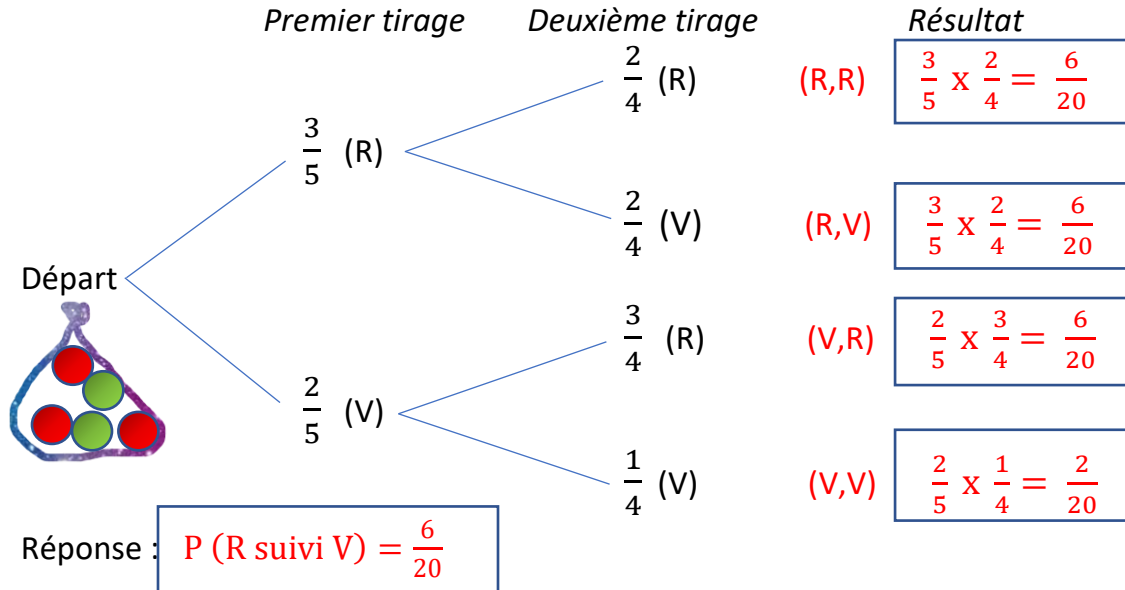 Premier tirage Deuxième tirage Résultat
2/4 (R) (R,R) 3/5 x 2/4 = 6/20
3/5 (R)
2/4 (V) (R,V) 3/5 x 2/4 = 6/20
Départ
3/4 (R) (V,R) 2/5 x 3/4 = 6/20
2/5 (V)
1/4 (V) (V,V) 2/5 x 1/4 = 2/20
Réponse : P (R suivi V) = 6/20